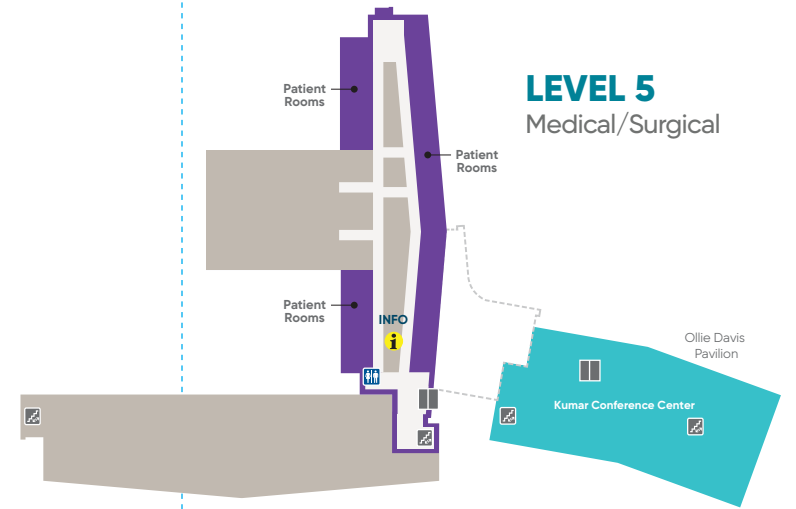 LEVEL 5
Medical/Surgical
Patient
Rooms
Patient
Rooms
Patient
Rooms
INFO
i
Ollie Davis
Pavilion
Kumar Conference Center